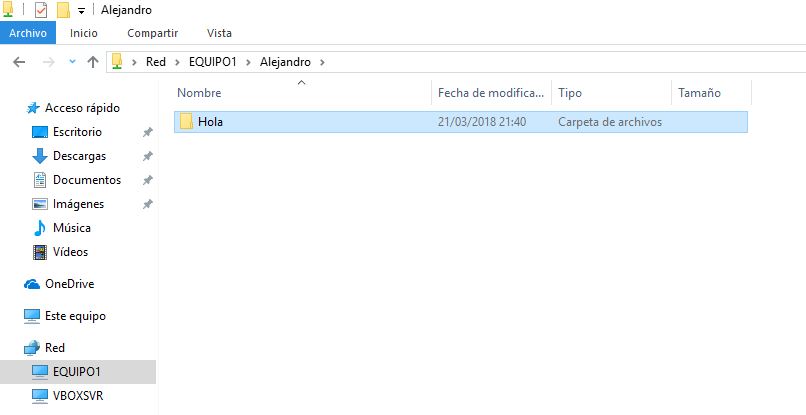 Alejandro
Archivo Inicio Compartir Vista
Red EQUIPO1 Alejandro
Nombre Fecha de modifica... Tipo Tamaño
Hola 21/03/2018 21:40 Carpeta de archivos
Acceso rápido
Escritorio
Descargas
Documentos
Imágenes
Música
Vídeos
OneDrive
Este equipo
Red
EQUIPO1
VBOXSVR